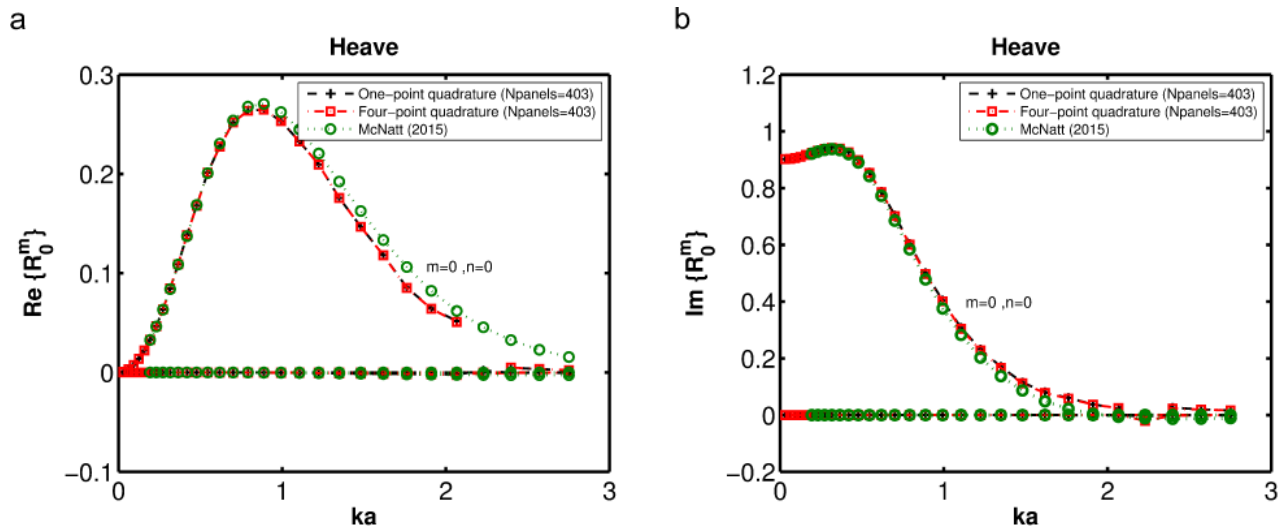 a
Heave
0.3
0.2
0.1
0
−0.1
Re {R₀ᵐ}
One−point quadrature (Npanels=403)
Four−point quadrature (Npanels=403)
McNatt (2015)
m=0 ,n=0
0 1 2 3
ka
b
Heave
1.2
1
0.8
0.6
0.4
0.2
0
−0.2
Im {R₀ᵐ}
One−point quadrature (Npanels=403)
Four−point quadrature (Npanels=403)
McNatt (2015)
m=0 ,n=0
0 1 2 3
ka